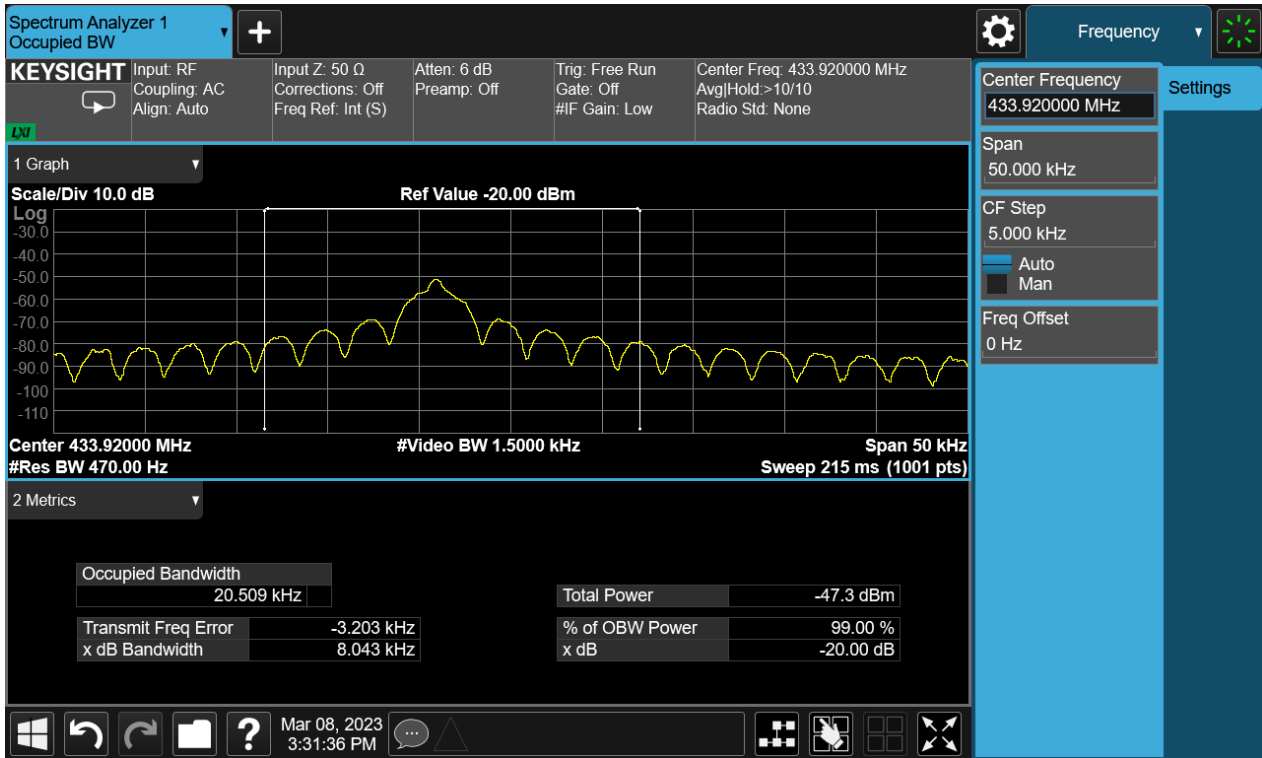 Spectrum Analyzer 1
Occupied BW
+
Frequency
KEYSIGHT
LXI
Input: RF
Coupling: AC
Align: Auto
Input Z: 50 Ω
Corrections: Off
Freq Ref: Int (S)
Atten: 6 dB
Preamp: Off
Trig: Free Run
Gate: Off
#IF Gain: Low
Center Freq: 433.920000 MHz
Avg|Hold:>10/10
Radio Std: None
Center Frequency
433.920000 MHz
Settings
Span
50.000 kHz
CF Step
5.000 kHz
Auto
Man
Freq Offset
0 Hz
1 Graph
Scale/Div 10.0 dB
Ref Value -20.00 dBm
Log
-30.0
-40.0
-50.0
-60.0
-70.0
-80.0
-90.0
-100
-110
Center 433.92000 MHz
#Video BW 1.5000 kHz
Span 50 kHz
#Res BW 470.00 Hz
Sweep 215 ms (1001 pts)
2 Metrics
Occupied Bandwidth
20.509 kHz
Total Power -47.3 dBm
Transmit Freq Error -3.203 kHz
% of OBW Power 99.00 %
x dB Bandwidth 8.043 kHz
x dB -20.00 dB
?
Mar 08, 2023
3:31:36 PM